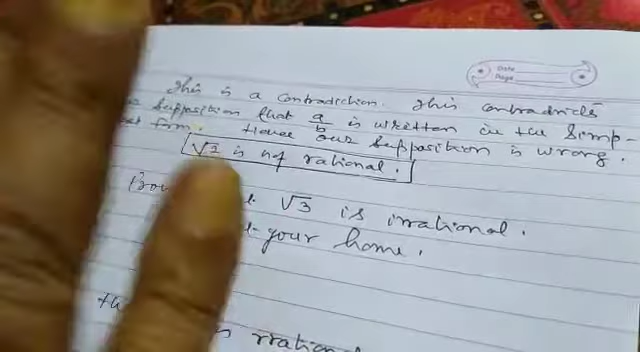 Date
Page
This is a contradiction. This contradicts
supposition that a/b is written in the simp-
form. Hence our supposition is wrong.
√2 is not rational.
√3 is irrational.
your home.